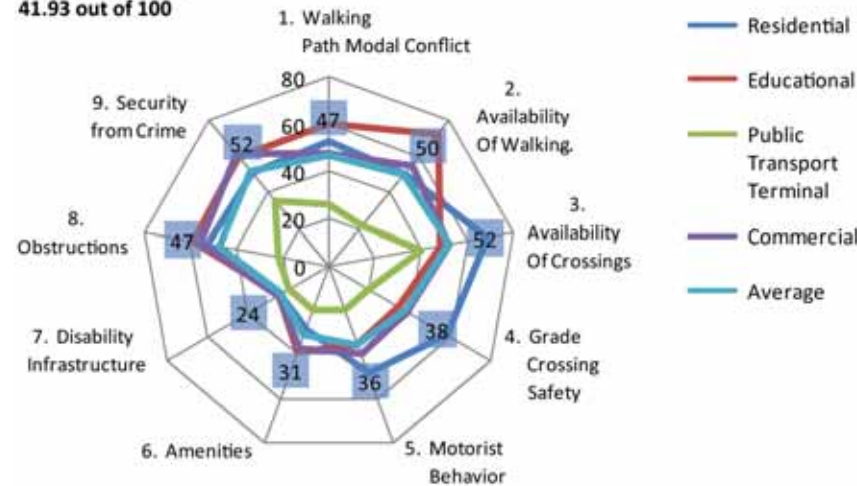 41.93 out of 100
1. Walking
Path Modal Conflict
2.
Availability
Of Walking.
3.
Availability
Of Crossings
4. Grade
Crossing
Safety
5. Motorist
Behavior
6. Amenities
7. Disability
Infrastructure
8.
Obstructions
9. Security
from Crime
80
60
40
20
0
47
50
52
38
36
31
24
47
52
Residential
Educational
Public
Transport
Terminal
Commercial
Average